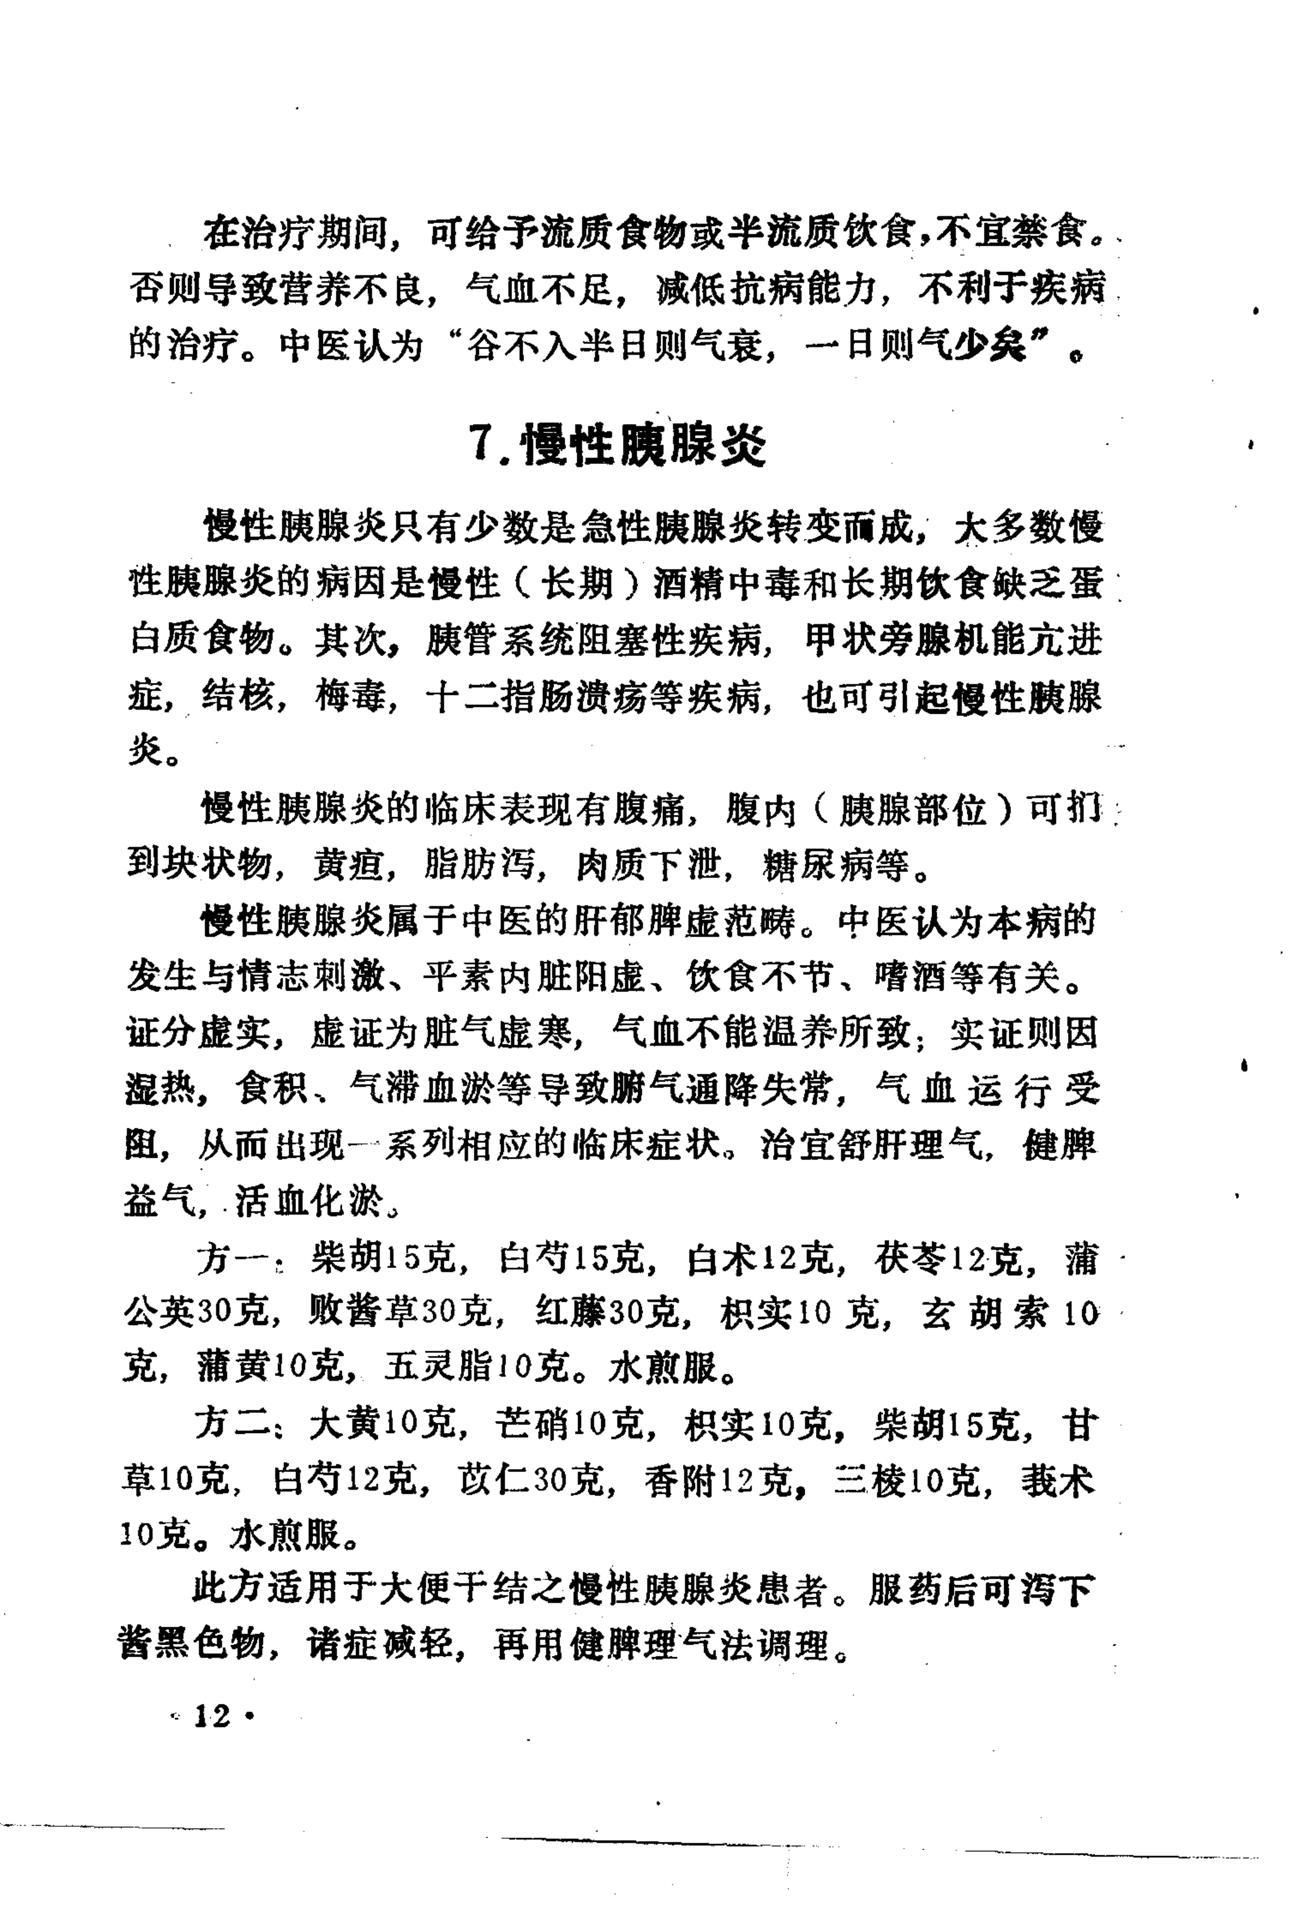 在治疗期间，可给予流质食物或半流质饮食，不宜禁食。
否则导致营养不良，气血不足，减低抗病能力，不利于疾病
的治疗。中医认为“谷不入半日则气衰，一日则气少矣”。
7.慢性胰腺炎
慢性胰腺炎只有少数是急性胰腺炎转变而成，大多数慢
性胰腺炎的病因是慢性（长期）酒精中毒和长期饮食缺乏蛋
白质食物。其次，胰管系统阻塞性疾病，甲状旁腺机能亢进
症，结核，梅毒，十二指肠溃疡等疾病，也可引起慢性胰腺
炎。
慢性胰腺炎的临床表现有腹痛，腹内（胰腺部位）可扪
到块状物，黄疸，脂肪泻，肉质下泄，糖尿病等。
慢性胰腺炎属于中医的肝郁脾虚范畴。中医认为本病的
发生与情志刺激、平素内脏阳虚、饮食不节、嗜酒等有关。
证分虚实，虚证为脏气虚寒，气血不能温养所致；实证则因
湿热，食积、气滞血淤等导致腑气通降失常，气血运行受
阻，从而出现一系列相应的临床症状。治宜舒肝理气，健脾
益气，活血化淤。
方一：柴胡15克，白芍15克，白术12克，茯苓12克，蒲
公英30克，败酱草30克，红藤30克，枳实10克，玄胡索10
克，蒲黄10克，五灵脂10克。水煎服。
方二：大黄10克，芒硝10克，枳实10克，柴胡15克，甘
草10克，白芍12克，苡仁30克，香附12克，三棱10克，莪术
10克。水煎服。
此方适用于大便干结之慢性胰腺炎患者。服药后可泻下
酱黑色物，诸症减轻，再用健脾理气法调理。
·12·